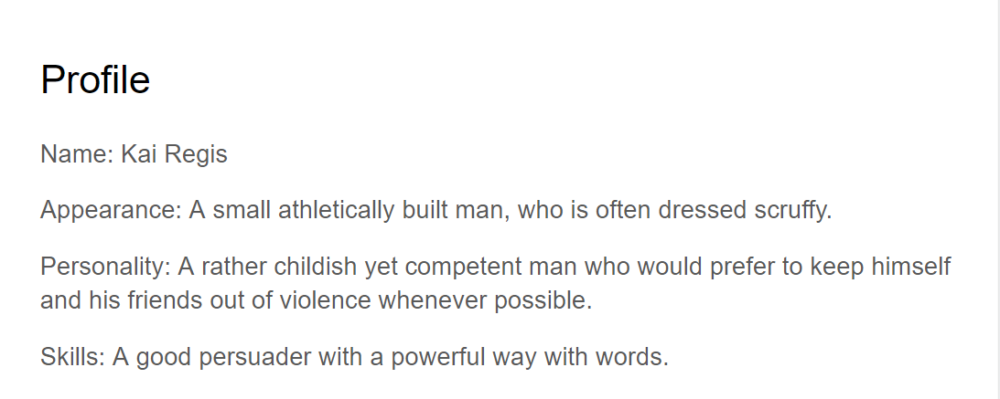 Profile
Name: Kai Regis
Appearance: A small athletically built man, who is often dressed scruffy.
Personality: A rather childish yet competent man who would prefer to keep himself
and his friends out of violence whenever possible.
Skills: A good persuader with a powerful way with words.